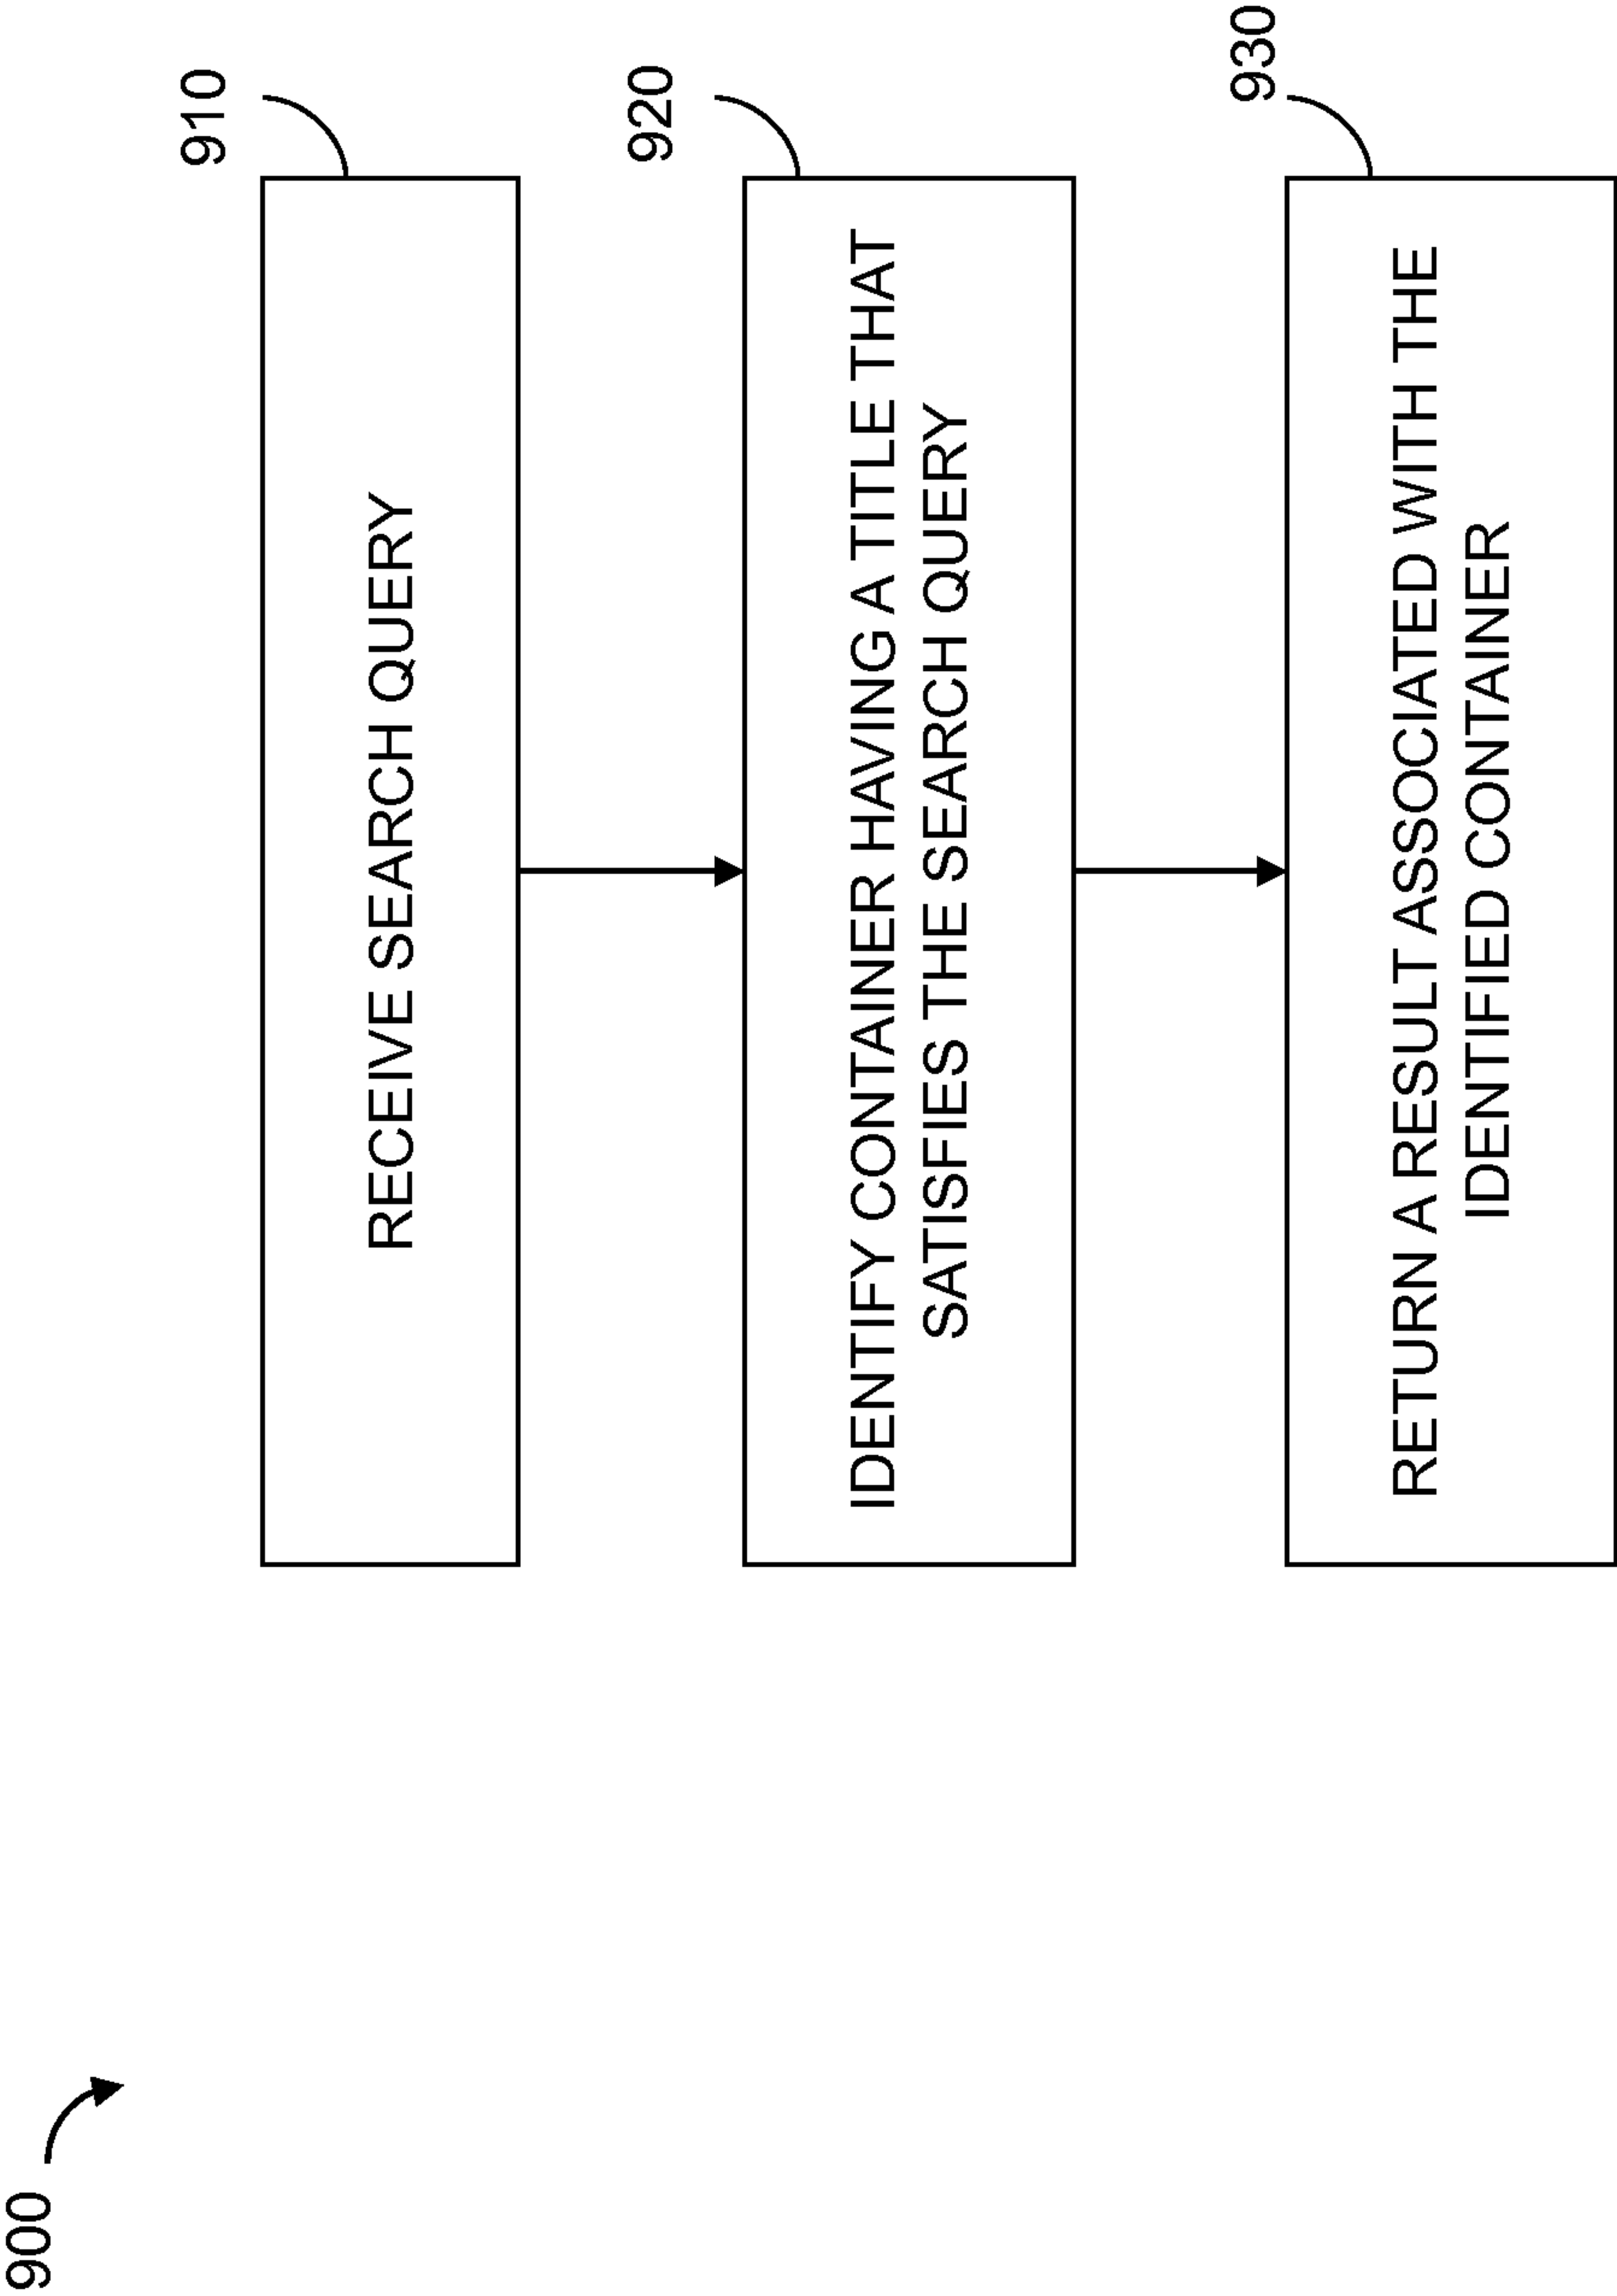 900
910
RECEIVE SEARCH QUERY
920
IDENTIFY CONTAINER HAVING A TITLE THAT
SATISFIES THE SEARCH QUERY
930
RETURN A RESULT ASSOCIATED WITH THE
IDENTIFIED CONTAINER